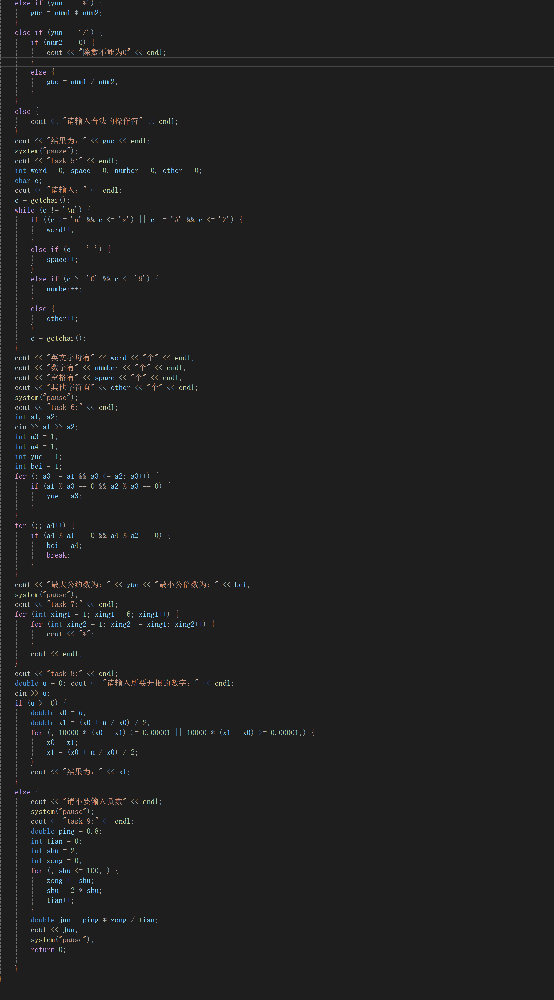 else if (yun == '*') {
guo = num1 * num2;
}
else if (yun == '/') {
if (num2 == 0) {
cout << "除数不能为0" << endl;
}
else {
guo = num1 / num2;
}
}
else {
cout << "请输入合法的操作符" << endl;
}
cout << "结果为：" << guo << endl;
system("pause");
cout << "task 5:" << endl;
int word = 0, space = 0, number = 0, other = 0;
char c;
cout << "请输入：" << endl;
c = getchar();
while (c != '\n') {
if ((c >= 'a' && c <= 'z') || c >= 'A' && c <= 'Z') {
word++;
}
else if (c == ' ') {
space++;
}
else if (c >= '0' && c <= '9') {
number++;
}
else {
other++;
}
c = getchar();
}
cout << "英文字母有" << word << "个" << endl;
cout << "数字有" << number << "个" << endl;
cout << "空格有" << space << "个" << endl;
cout << "其他字符有" << other << "个" << endl;
system("pause");
cout << "task 6:" << endl;
int a1, a2;
cin >> a1 >> a2;
int a3 = 1;
int a4 = 1;
int yue = 1;
int bei = 1;
for (; a3 <= a1 && a3 <= a2; a3++) {
if (a1 % a3 == 0 && a2 % a3 == 0) {
yue = a3;
}
}
for (;; a4++) {
if (a4 % a1 == 0 && a4 % a2 == 0) {
bei = a4;
break;
}
}
cout << "最大公约数为：" << yue << "最小公倍数为：" << bei;
system("pause");
cout << "task 7:" << endl;
for (int xing1 = 1; xing1 < 6; xing1++) {
for (int xing2 = 1; xing2 <= xing1; xing2++) {
cout << "*";
}
cout << endl;
}
cout << "task 8:" << endl;
double u = 0; cout << "请输入所要开根的数字：" << endl;
cin >> u;
if (u >= 0) {
double x0 = u;
double x1 = (x0 + u / x0) / 2;
for (; 10000 * (x0 - x1) >= 0.00001 || 10000 * (x1 - x0) >= 0.00001;) {
x0 = x1;
x1 = (x0 + u / x0) / 2;
}
cout << "结果为：" << x1;
}
else {
cout << "请不要输入负数" << endl;
system("pause");
cout << "task 9:" << endl;
double ping = 0.8;
int tian = 0;
int shu = 2;
int zong = 0;
for (; shu <= 100; ) {
zong += shu;
shu = 2 * shu;
tian++;
}
double jun = ping * zong / tian;
cout << jun;
system("pause");
return 0;
}
}